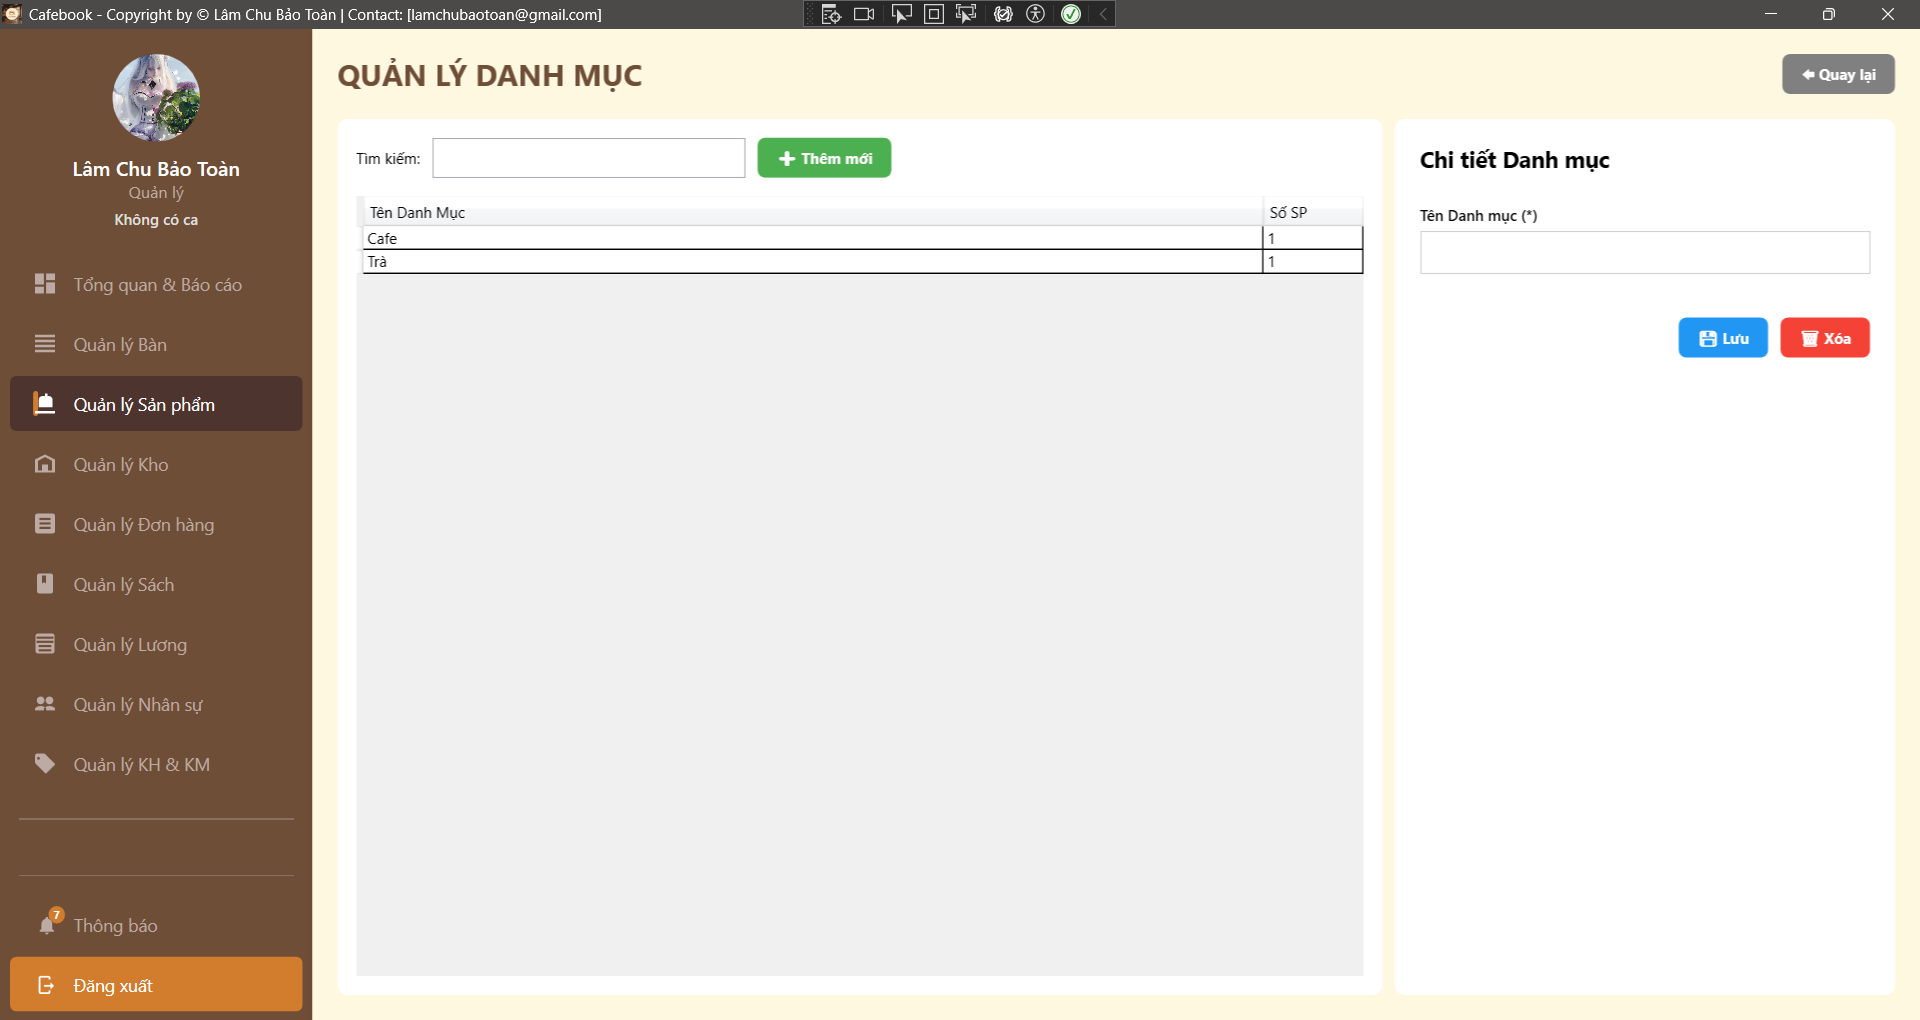 Cafebook - Copyright by © Lâm Chu Bảo Toàn | Contact: [lamchubaotoan@gmail.com]
Lâm Chu Bảo Toàn
Quản lý
Không có ca
Tổng quan & Báo cáo
Quản lý Bàn
Quản lý Sản phẩm
Quản lý Kho
Quản lý Đơn hàng
Quản lý Sách
Quản lý Lương
Quản lý Nhân sự
Quản lý KH & KM
7
Thông báo
Đăng xuất
QUẢN LÝ DANH MỤC
Quay lại
Tìm kiếm:
Thêm mới
Tên Danh Mục Số SP
Cafe 1
Trà 1
Chi tiết Danh mục
Tên Danh mục (*)
Lưu
Xóa